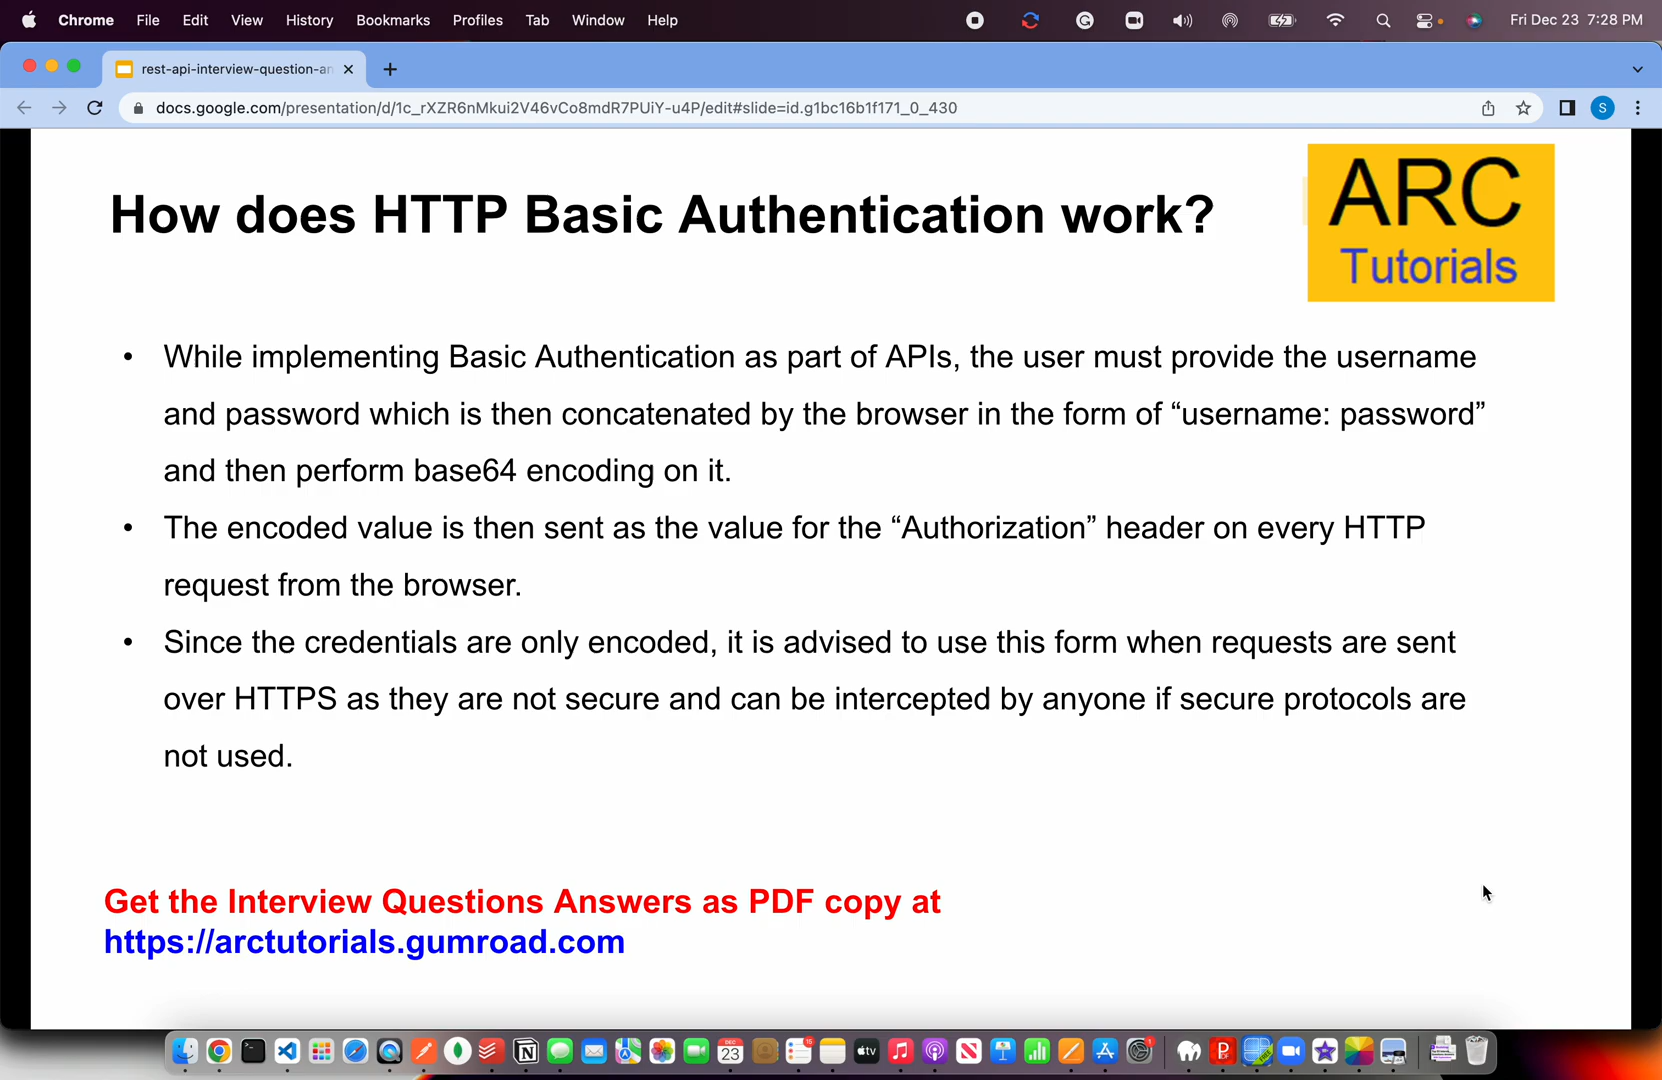 Chrome File Edit View History Bookmarks Profiles Tab Window Help Fri Dec 23 7:28 PM
rest-api-interview-question-an
docs.google.com/presentation/d/1c_rXZR6nMkui2V46vCo8mdR7PUiY-u4P/edit#slide=id.g1bc16b1f171_0_430
S
How does HTTP Basic Authentication work?
ARC
Tutorials
• While implementing Basic Authentication as part of APIs, the user must provide the username
and password which is then concatenated by the browser in the form of “username: password”
and then perform base64 encoding on it.
• The encoded value is then sent as the value for the “Authorization” header on every HTTP
request from the browser.
• Since the credentials are only encoded, it is advised to use this form when requests are sent
over HTTPS as they are not secure and can be intercepted by anyone if secure protocols are
not used.
Get the Interview Questions Answers as PDF copy at
https://arctutorials.gumroad.com
DEC
23
tv